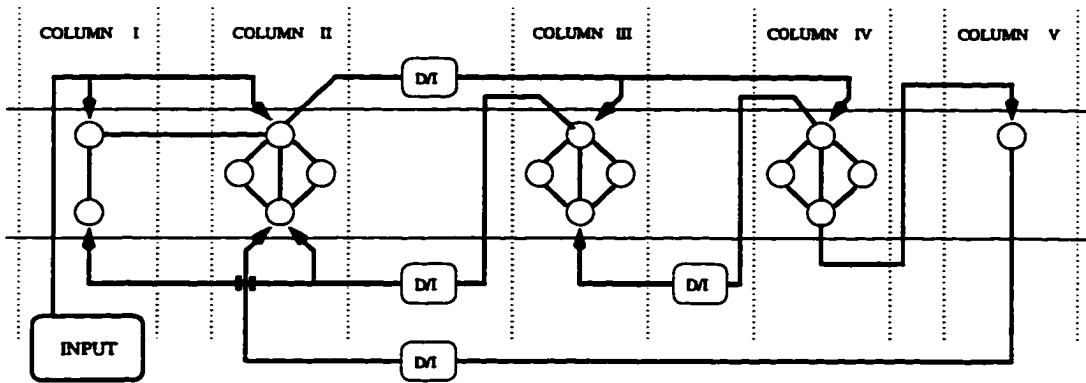 COLUMN I COLUMN II COLUMN III COLUMN IV COLUMN V
D/I
D/I D/I
INPUT
D/I